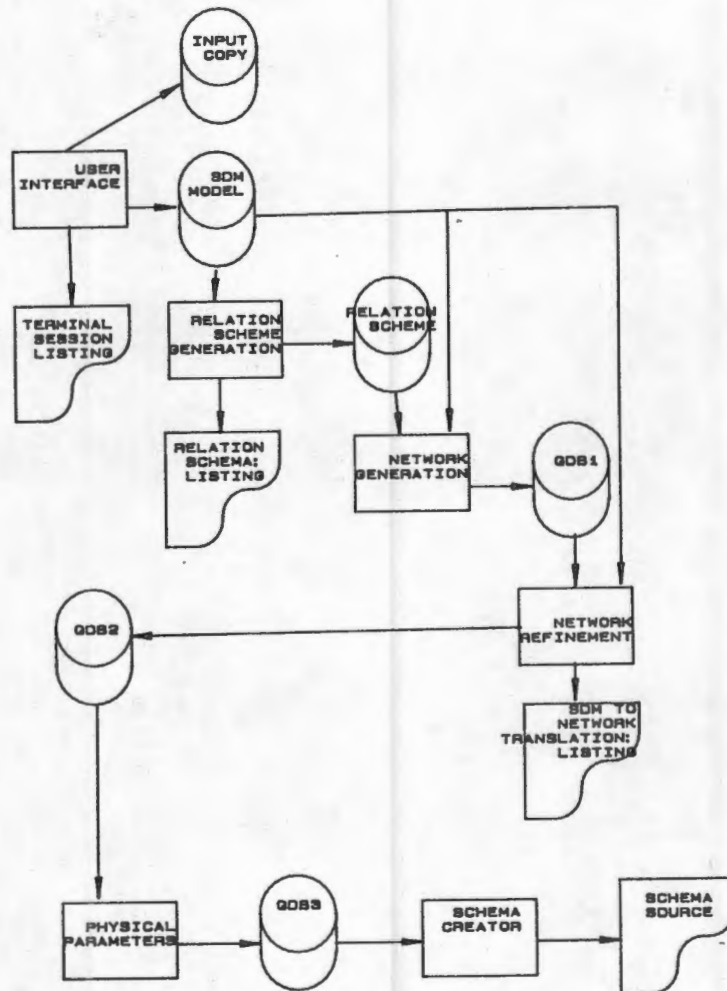 INPUT
COPY
USER
INTERFACE
SDM
MODEL
TERMINAL
SESSION
LISTING
RELATION
SCHEME
GENERATION
RELATION
SCHEME
RELATION
SCHEMA:
LISTING
NETWORK
GENERATION
QDB1
QDB2
NETWORK
REFINEMENT
SDM TO
NETWORK
TRANSLATION:
LISTING
PHYSICAL
PARAMETERS
QDB3
SCHEMA
CREATOR
SCHEMA
SOURCE